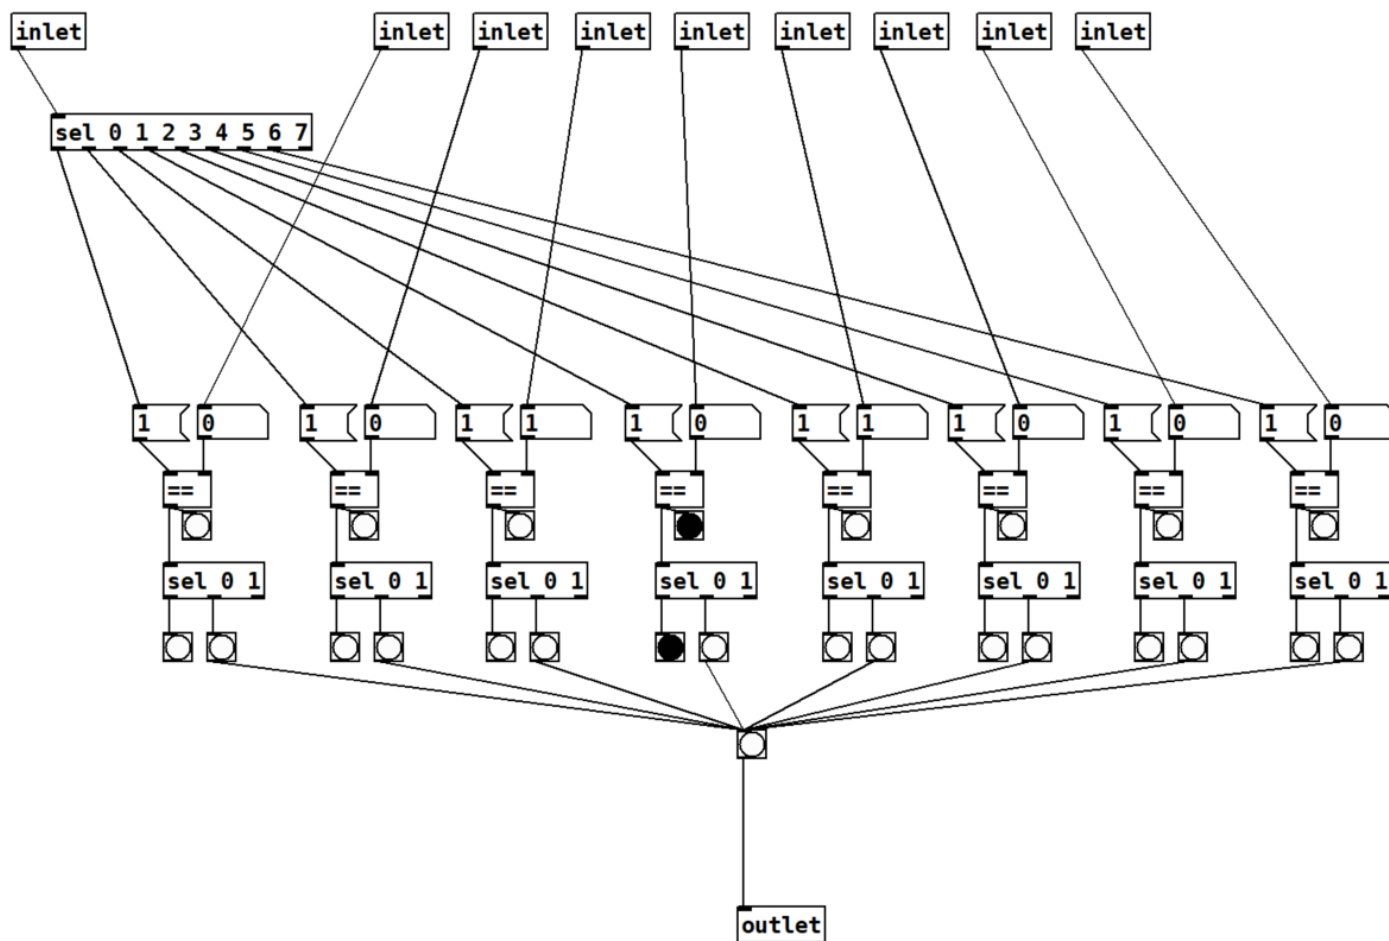 inlet inlet inlet inlet inlet inlet inlet inlet inlet
sel 0 1 2 3 4 5 6 7
1 0 1 0 1 1 1 0 1 1 1 0 1 0 1 0
== == == == == == == ==
sel 0 1 sel 0 1 sel 0 1 sel 0 1 sel 0 1 sel 0 1 sel 0 1 sel 0 1
outlet